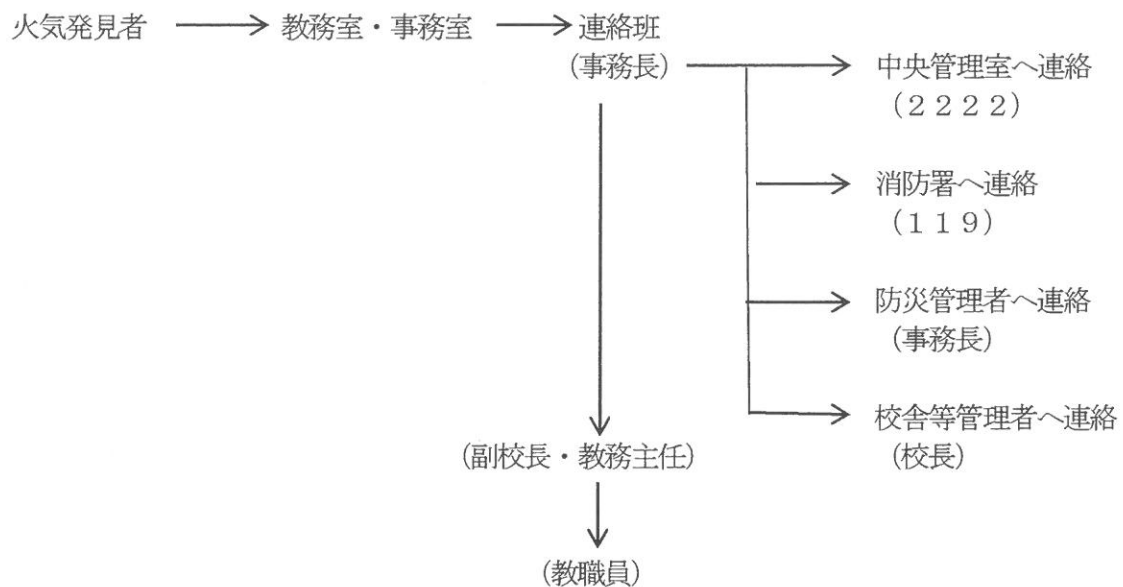 火気発見者 教務室・事務室 連絡班
(事務長)
中央管理室へ連絡
(２２２２)
消防署へ連絡
(１１９)
防災管理者へ連絡
(事務長)
校舎等管理者へ連絡
(校長)
(副校長・教務主任)
(教職員)